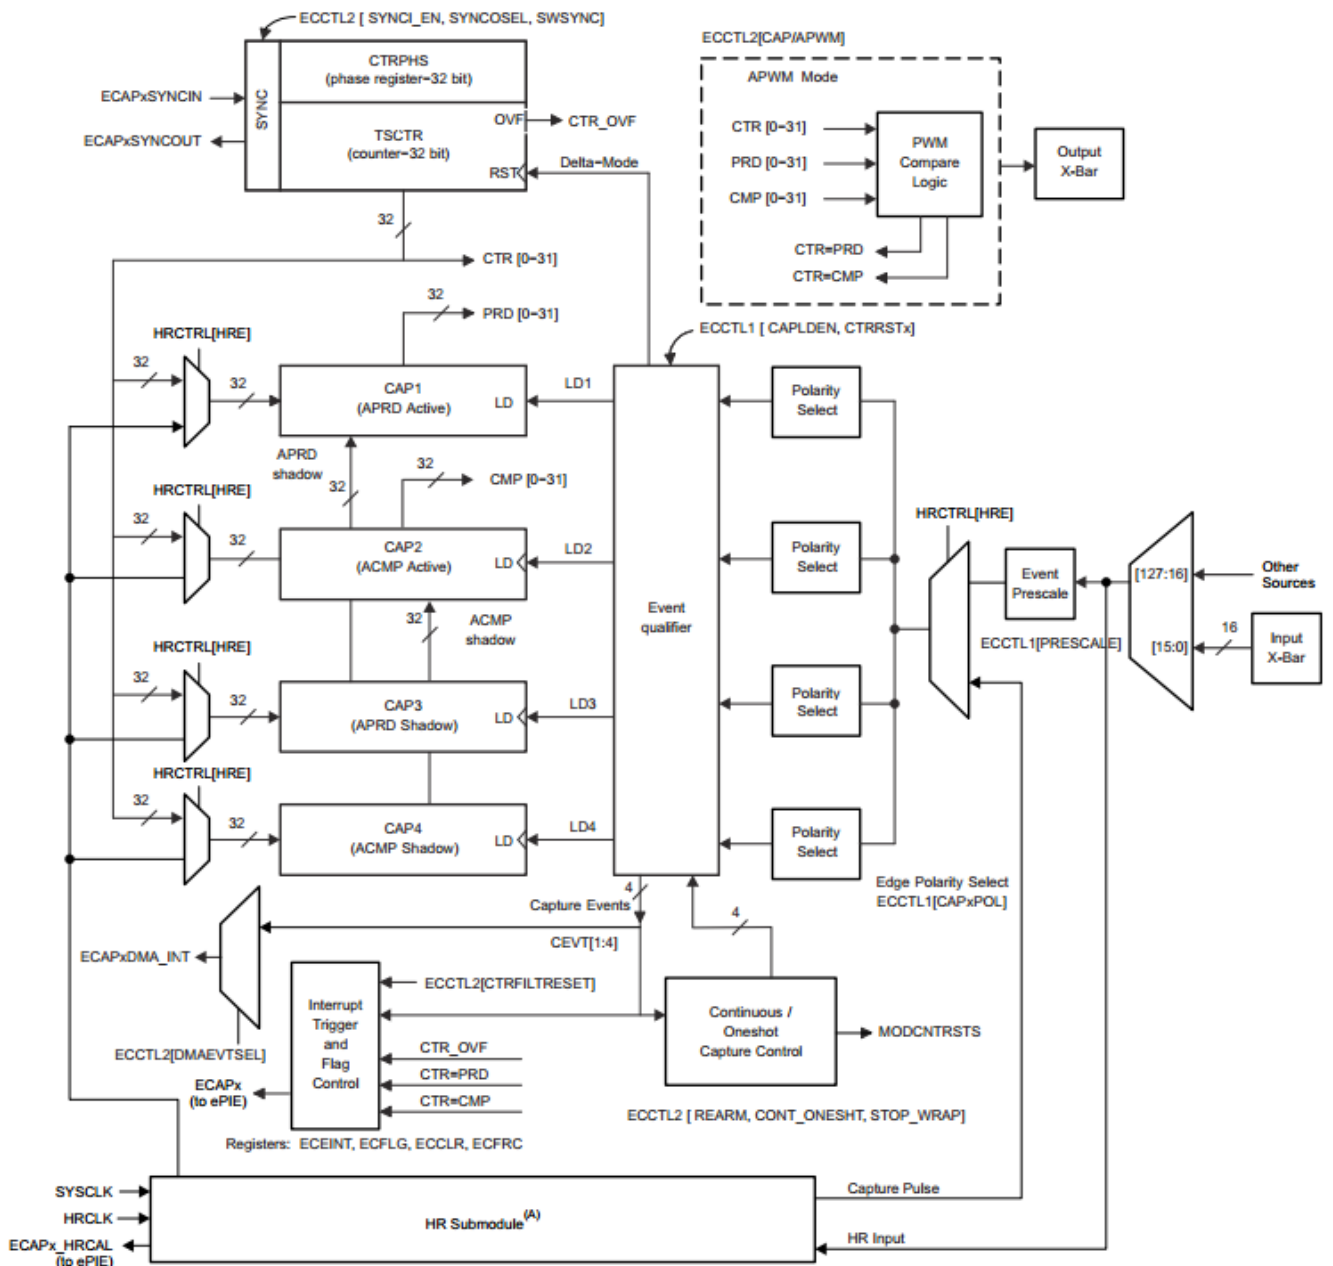 ECCTL2 [ SYNCI_EN, SYNCOSEL, SWSYNC]
SYNC
CTRPHS
(phase register−32 bit)
ECAPxSYNCIN
ECAPxSYNCOUT
TSCTR
(counter−32 bit)
OVF
RST
CTR_OVF
Delta−Mode
ECCTL2[CAP/APWM]
APWM Mode
CTR [0−31]
PRD [0−31]
CMP [0−31]
PWM
Compare
Logic
CTR=PRD
CTR=CMP
Output
X-Bar
32
CTR [0−31]
32
PRD [0−31]
ECCTL1 [ CAPLDEN, CTRRSTx]
HRCTRL[HRE]
32
32
CAP1
(APRD Active)
LD
LD1
Polarity
Select
APRD
shadow
32
32
CMP [0−31]
HRCTRL[HRE]
32
32
CAP2
(ACMP Active)
LD
LD2
Polarity
Select
HRCTRL[HRE]
Event
Prescale
ECCTL1[PRESCALE]
[127:16]
[15:0]
Other
Sources
16
Input
X-Bar
32
ACMP
shadow
Event
qualifier
HRCTRL[HRE]
32
32
CAP3
(APRD Shadow)
LD
LD3
Polarity
Select
HRCTRL[HRE]
32
32
CAP4
(ACMP Shadow)
LD
LD4
Polarity
Select
Edge Polarity Select
ECCTL1[CAPxPOL]
4
Capture Events
CEVT[1:4]
4
ECAPxDMA_INT
ECCTL2[DMAEVTSEL]
ECCTL2[CTRFILTRESET]
Interrupt
Trigger
and
Flag
Control
CTR_OVF
CTR=PRD
CTR=CMP
ECAPx
(to ePIE)
Continuous /
Oneshot
Capture Control
MODCNTRSTS
ECCTL2 [ REARM, CONT_ONESHT, STOP_WRAP]
Registers: ECEINT, ECFLG, ECCLR, ECFRC
SYSCLK
HRCLK
ECAPx_HRCAL
(to ePIE)
HR Submodule(A)
Capture Pulse
HR Input